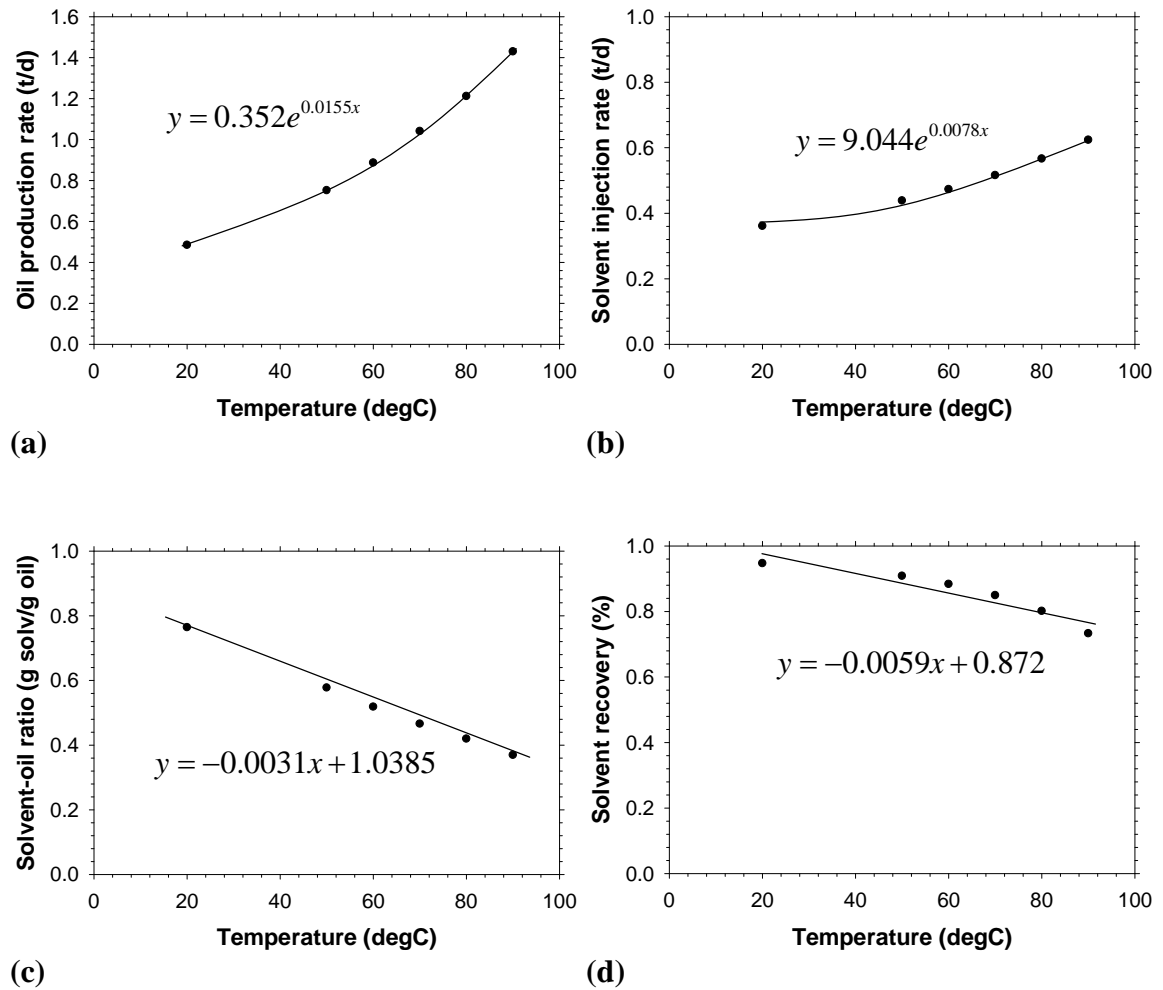 Oil production rate (t/d)
1.6
1.4
1.2
1.0
0.8
0.6
0.4
0.2
0.0
y = 0.352e^{0.0155x}
0 20 40 60 80 100
Temperature (degC)
(a)
Solvent injection rate (t/d)
1.0
0.8
0.6
0.4
0.2
0.0
y = 9.044e^{0.0078x}
0 20 40 60 80 100
Temperature (degC)
(b)
Solvent-oil ratio (g solv/g oil)
1.0
0.8
0.6
0.4
0.2
0.0
y = −0.0031x + 1.0385
0 20 40 60 80 100
Temperature (degC)
(c)
Solvent recovery (%)
1.0
0.8
0.6
0.4
0.2
0.0
y = −0.0059x + 0.872
0 20 40 60 80 100
Temperature (degC)
(d)